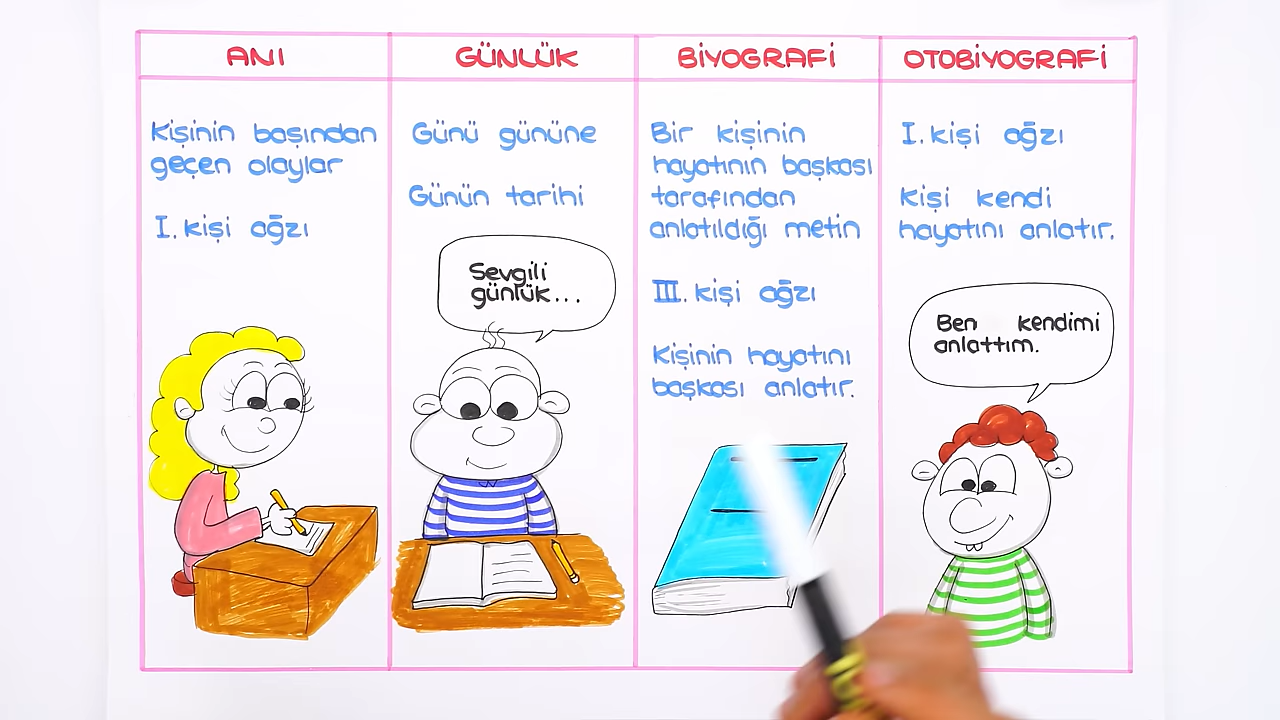 ANI
Kişinin başından
geçen olaylar
I. kişi ağzı
GÜNLÜK
Günü gününe
Günün tarihi
Sevgili
günlük...
BİYOGRAFİ
Bir kişinin
hayatının başkası
tarafından
anlatıldığı metin
III. kişi ağzı
Kişinin hayatını
başkası anlatır.
OTOBİYOGRAFİ
I. kişi ağzı
Kişi kendi
hayatını anlatır.
Ben kendimi
anlattım.